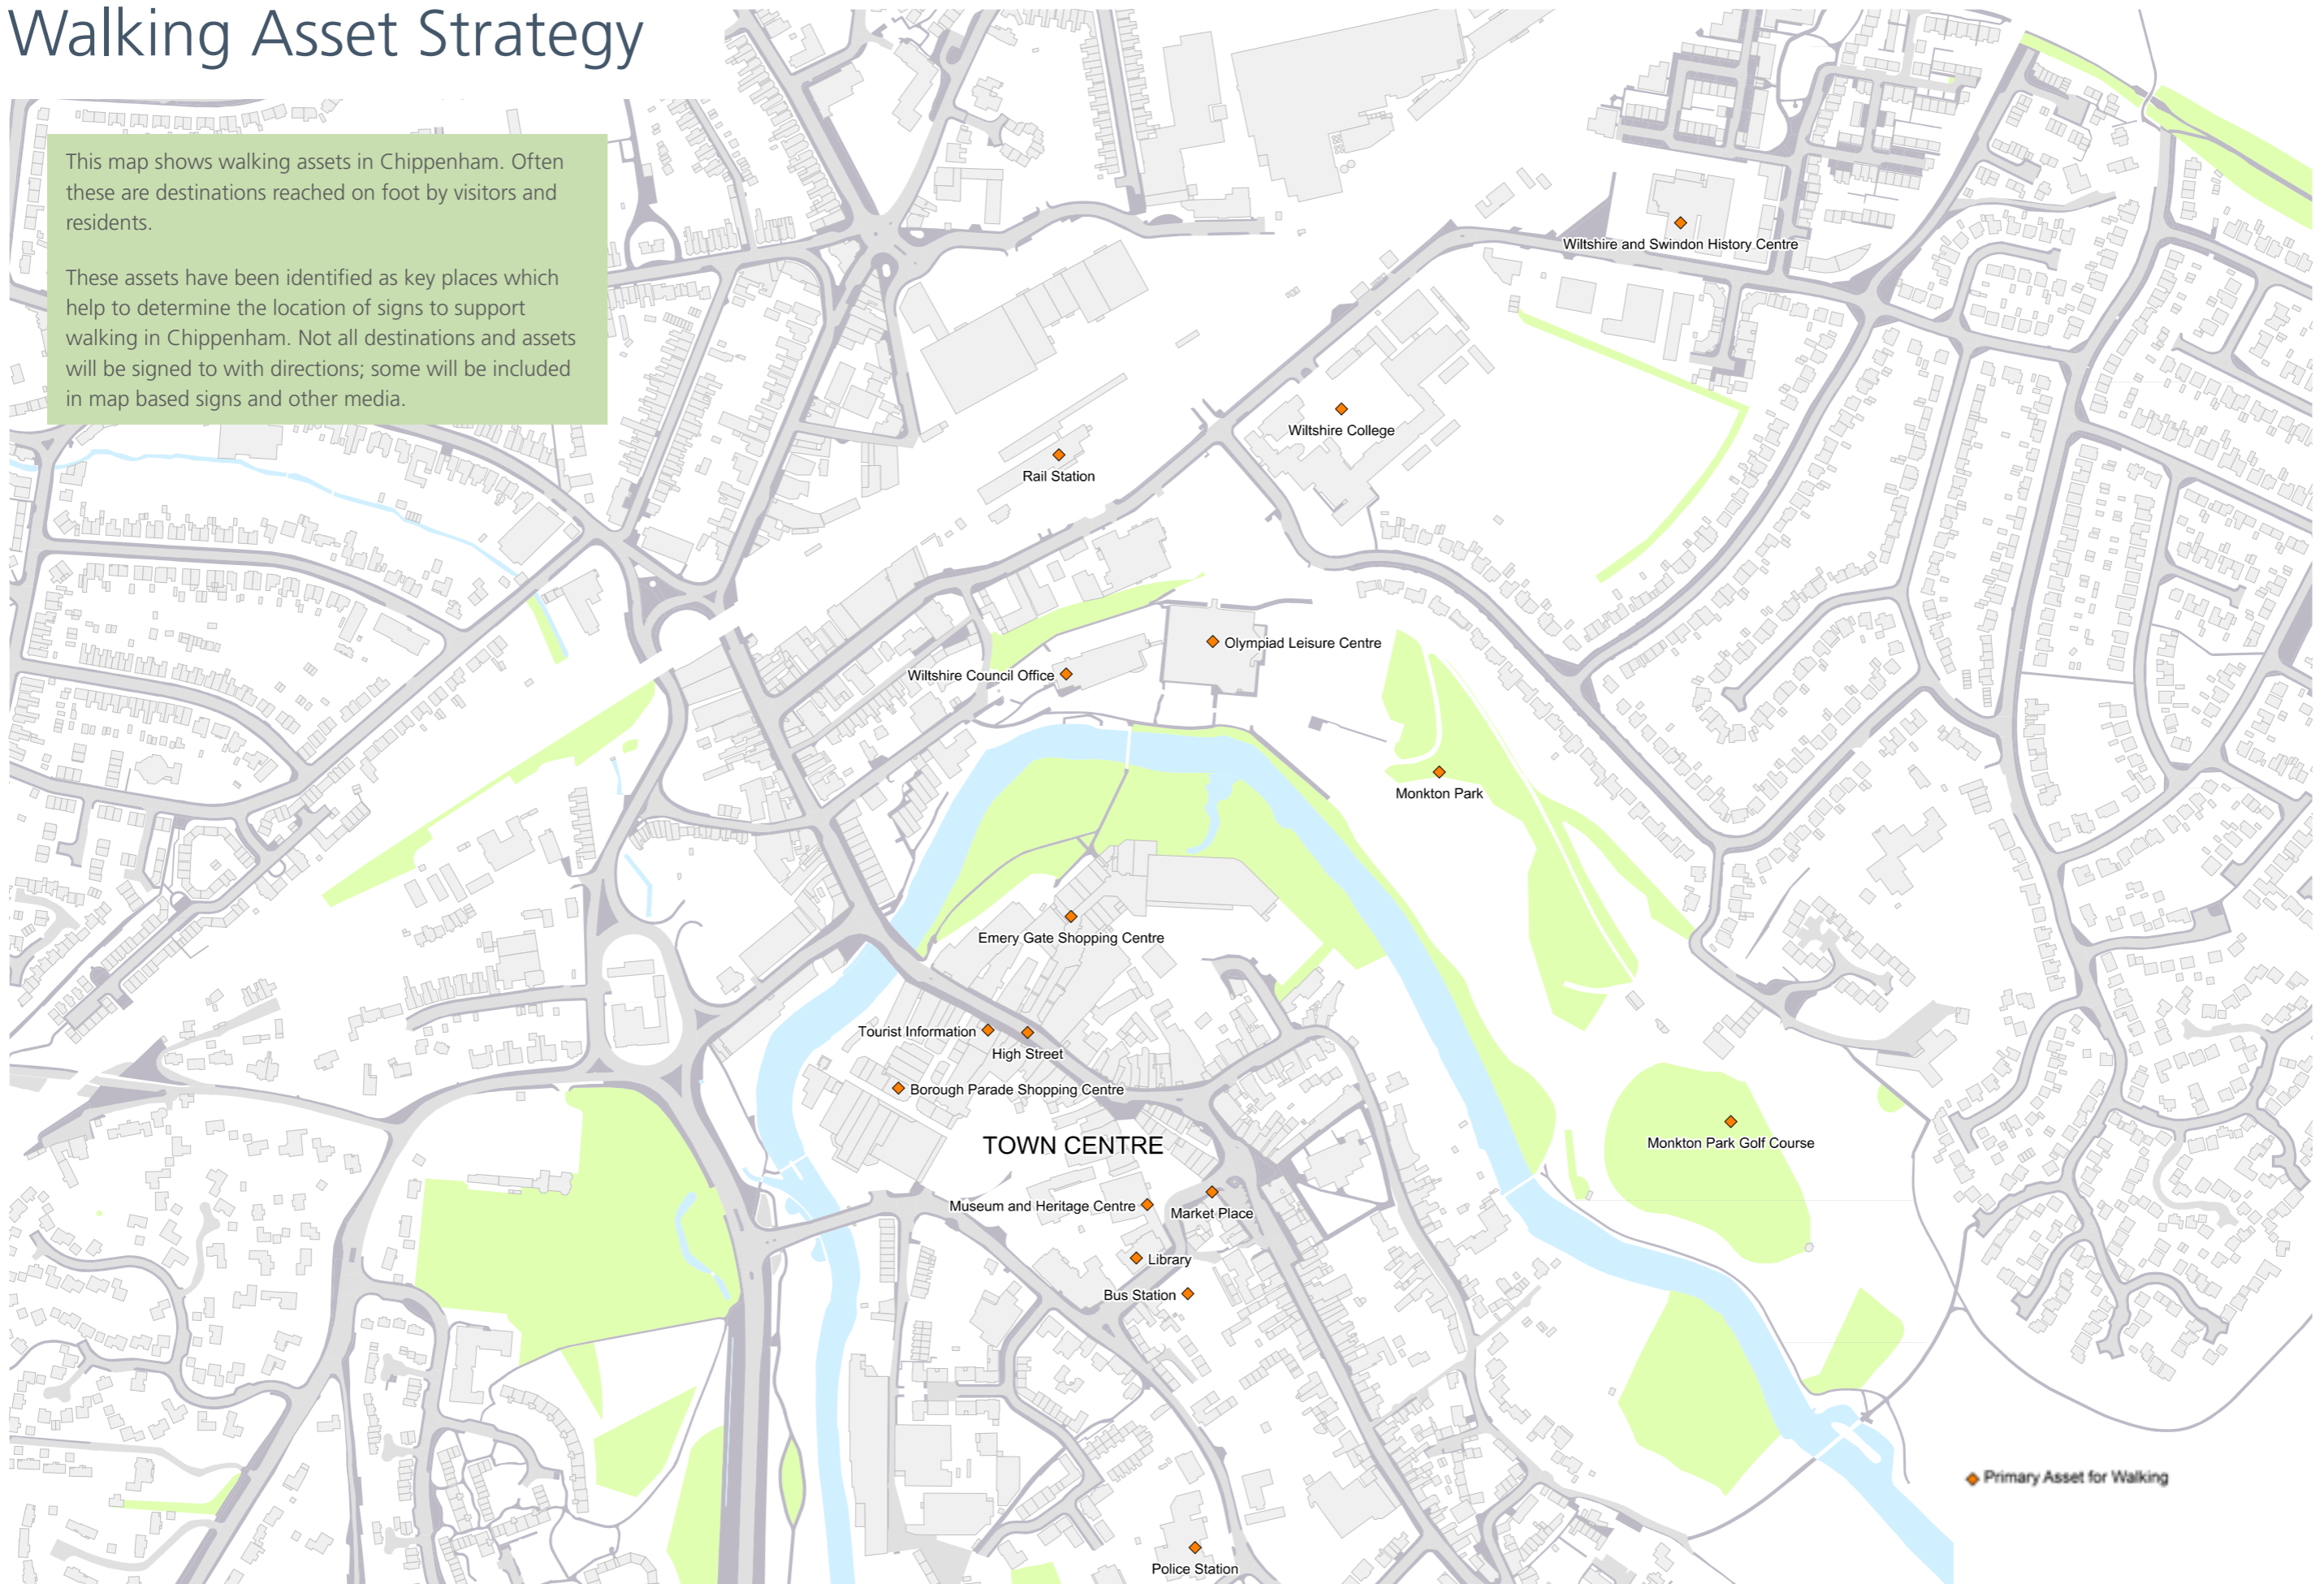 Walking Asset Strategy
This map shows walking assets in Chippenham. Often
these are destinations reached on foot by visitors and
residents.
These assets have been identified as key places which
help to determine the location of signs to support
walking in Chippenham. Not all destinations and assets
will be signed to with directions; some will be included
in map based signs and other media.
Wiltshire and Swindon History Centre
Wiltshire College
Rail Station
Olympiad Leisure Centre
Wiltshire Council Office
Monkton Park
Emery Gate Shopping Centre
Tourist Information
High Street
Borough Parade Shopping Centre
TOWN CENTRE
Monkton Park Golf Course
Museum and Heritage Centre
Market Place
Library
Bus Station
Primary Asset for Walking
Police Station